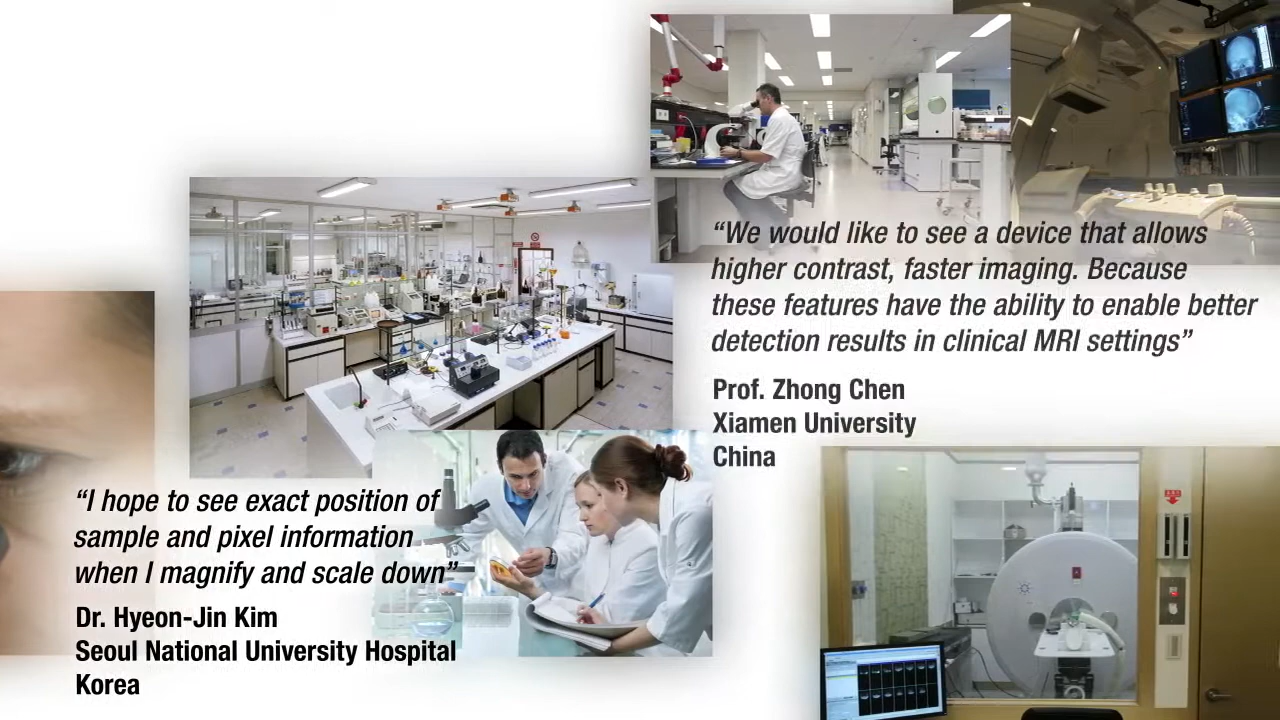 “We would like to see a device that allows
higher contrast, faster imaging. Because
these features have the ability to enable better
detection results in clinical MRI settings”
Prof. Zhong Chen
Xiamen University
China
“I hope to see exact position of
sample and pixel information
when I magnify and scale down”
Dr. Hyeon-Jin Kim
Seoul National University Hospital
Korea